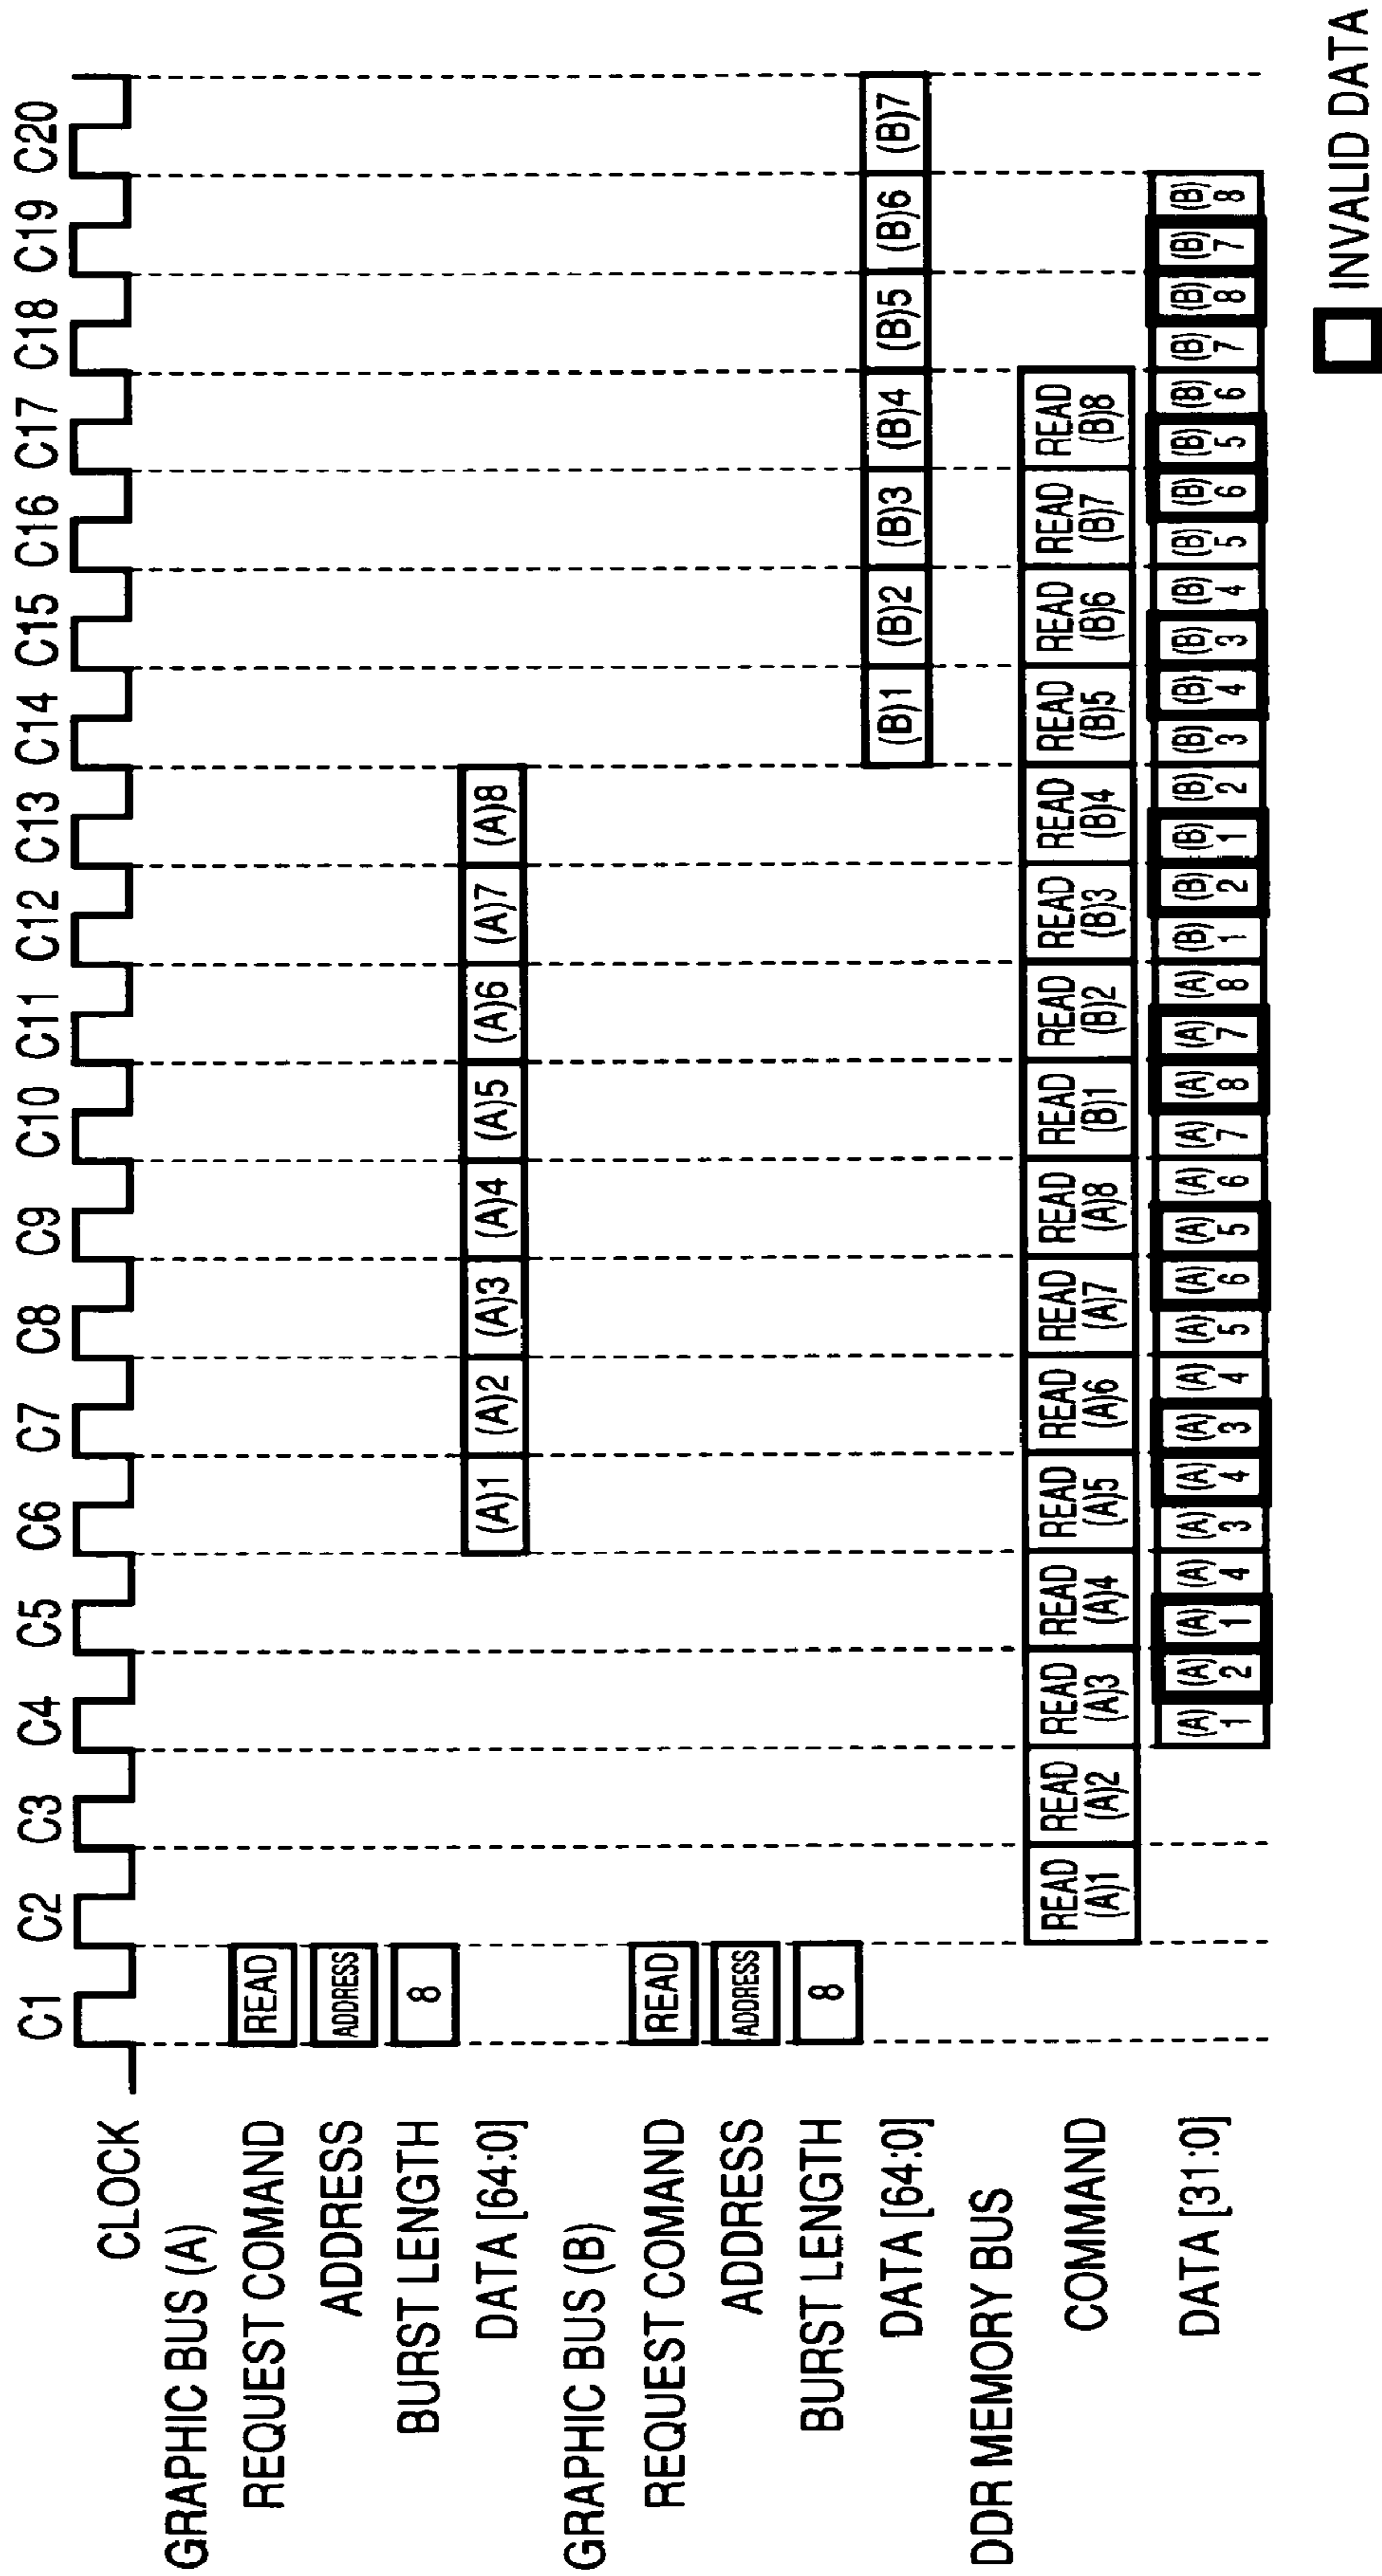 C1 C2 C3 C4 C5 C6 C7 C8 C9 C10 C11 C12 C13 C14 C15 C16 C17 C18 C19 C20
CLOCK
GRAPHIC BUS (A)
REQUEST COMAND READ
ADDRESS ADDRESS
BURST LENGTH 8
DATA [64:0] (A)1 (A)2 (A)3 (A)4 (A)5 (A)6 (A)7 (A)8
GRAPHIC BUS (B)
REQUEST COMAND READ
ADDRESS ADDRESS
BURST LENGTH 8
DATA [64:0] (B)1 (B)2 (B)3 (B)4 (B)5 (B)6 (B)7
DDR MEMORY BUS
READ READ READ READ READ READ READ READ READ READ READ READ READ READ READ READ
COMMAND (A)1 (A)2 (A)3 (A)4 (A)5 (A)6 (A)7 (A)8 (B)1 (B)2 (B)3 (B)4 (B)5 (B)6 (B)7 (B)8
(A) (A) (A) (A) (A) (A) (A) (A) (A) (A) (A) (A) (A) (A) (A) (A) (B) (B) (B) (B) (B) (B) (B) (B) (B) (B) (B) (B) (B) (B) (B) (B)
DATA [31:0] 1 2 1 4 3 4 3 4 5 6 5 6 7 8 7 8 1 2 1 2 3 4 3 4 5 6 5 6 7 8 7 8
INVALID DATA